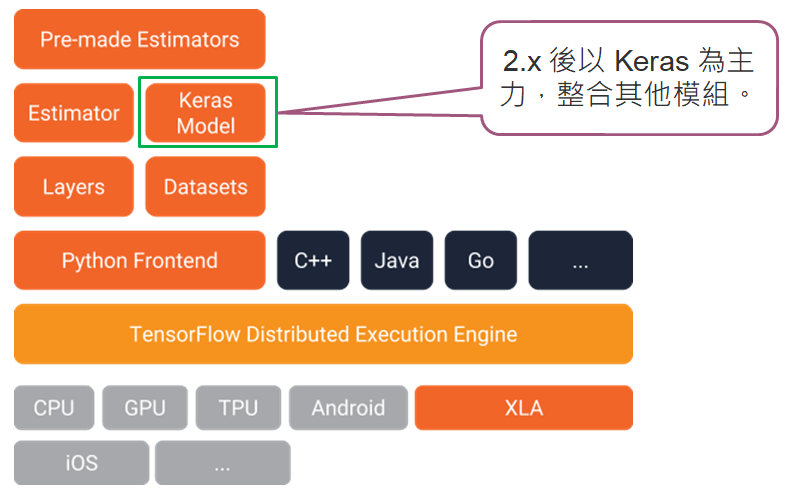 Pre-made Estimators
2.x 後以 Keras 為主
力，整合其他模組。
Estimator
Keras
Model
Layers
Datasets
Python Frontend
C++
Java
Go
...
TensorFlow Distributed Execution Engine
CPU
GPU
TPU
Android
XLA
iOS
...